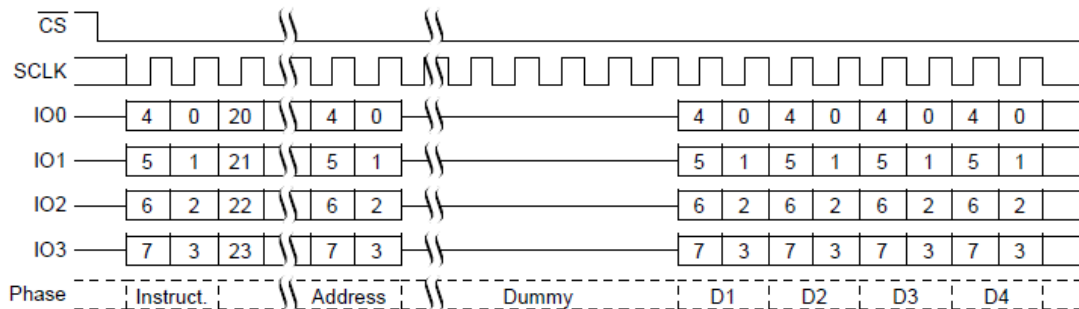 CS
SCLK
IO0 4 0 20 4 0 4 0 4 0 4 0 4 0
IO1 5 1 21 5 1 5 1 5 1 5 1 5 1
IO2 6 2 22 6 2 6 2 6 2 6 2 6 2
IO3 7 3 23 7 3 7 3 7 3 7 3 7 3
Phase Instruct. Address Dummy D1 D2 D3 D4